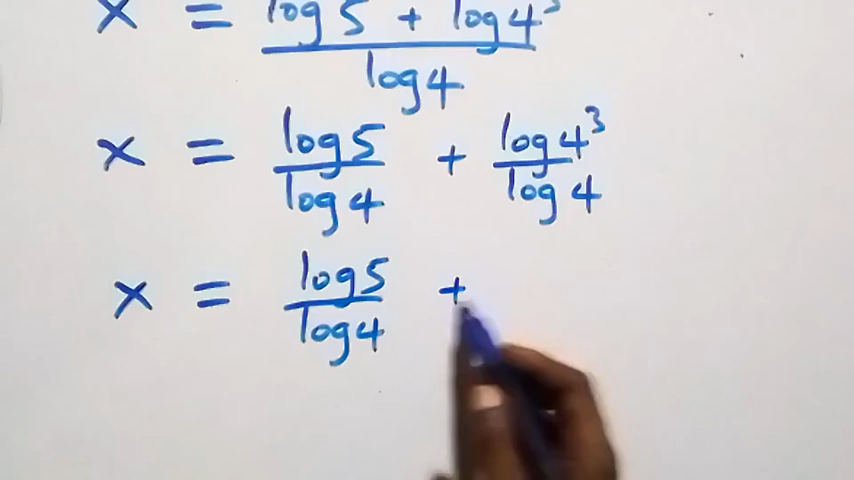 x = (log5 + log4³)/log4
x = log5/log4 + log4³/log4
x = log5/log4 +